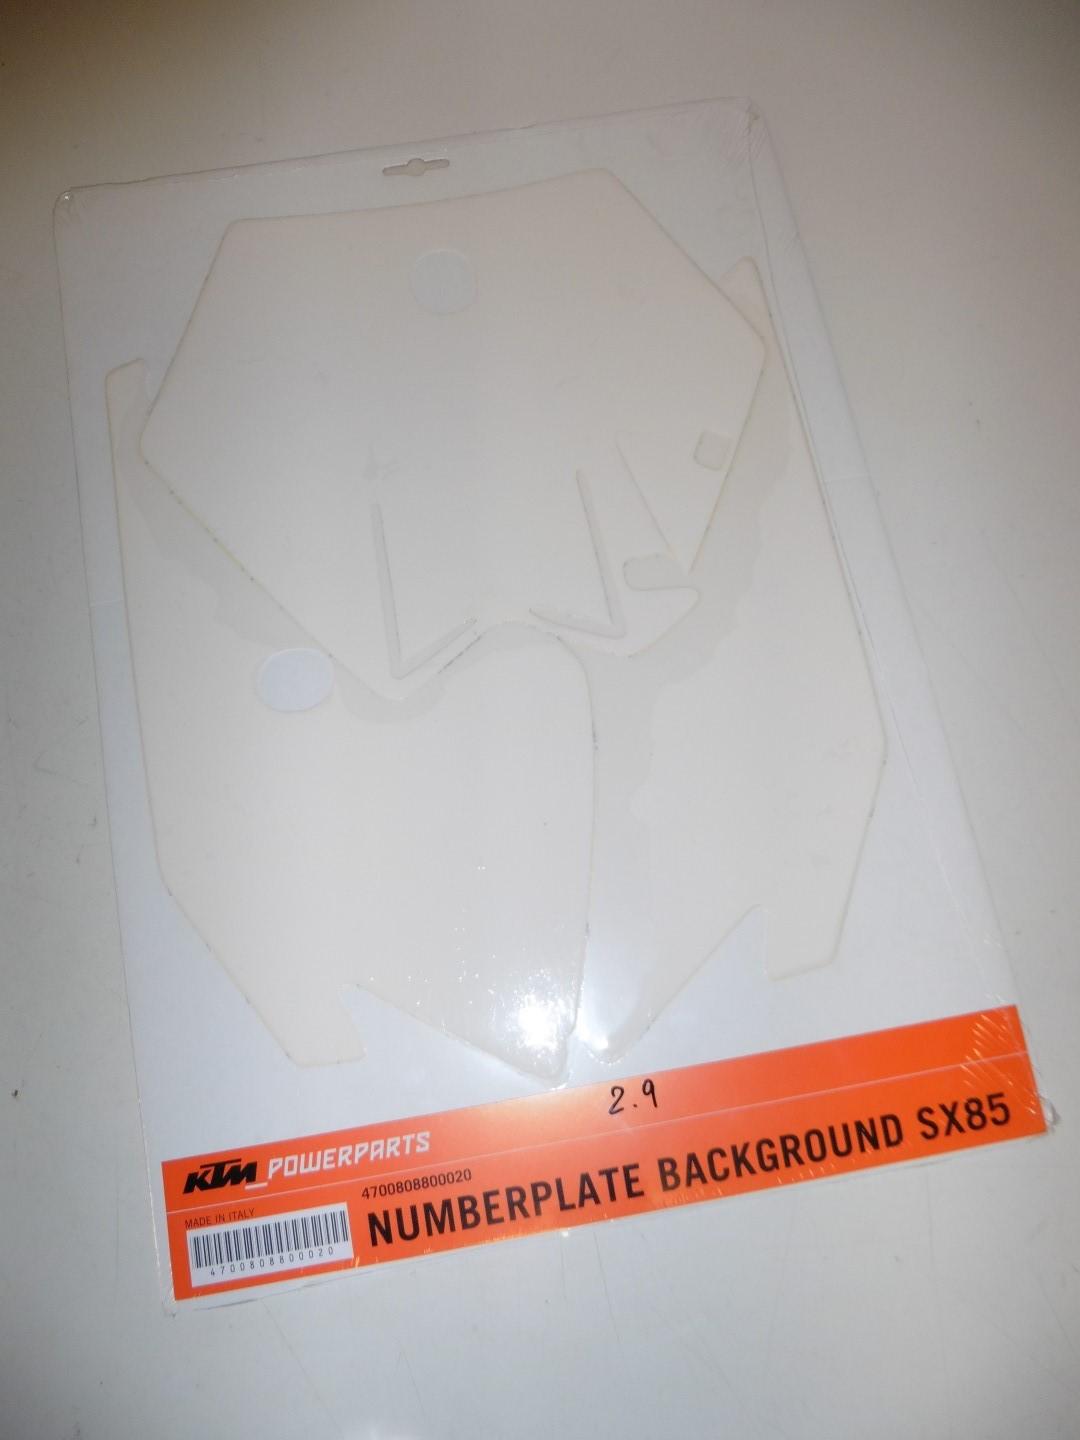 2.9
KTM_POWERPARTS
4700808800020
NUMBERPLATE BACKGROUND SX85
MADE IN ITALY
4700808800020